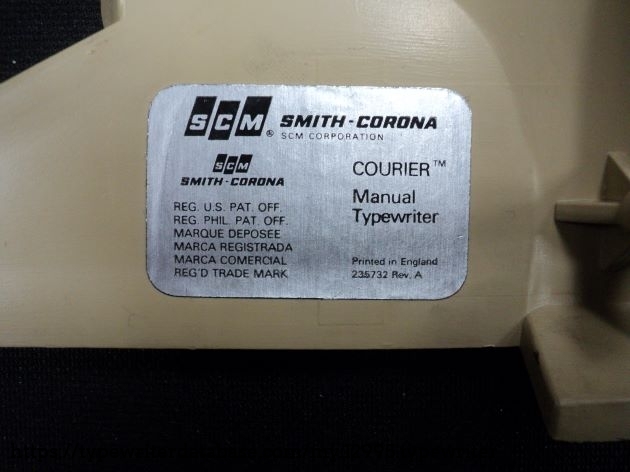 SCM® SMITH-CORONA
SCM CORPORATION
SCM
SMITH-CORONA
REG. U.S. PAT. OFF.
REG. PHIL. PAT. OFF.
MARQUE DEPOSEE
MARCA REGISTRADA
MARCA COMERCIAL
REG'D TRADE MARK
COURIER™
Manual
Typewriter
Printed in England
235732 Rev. A